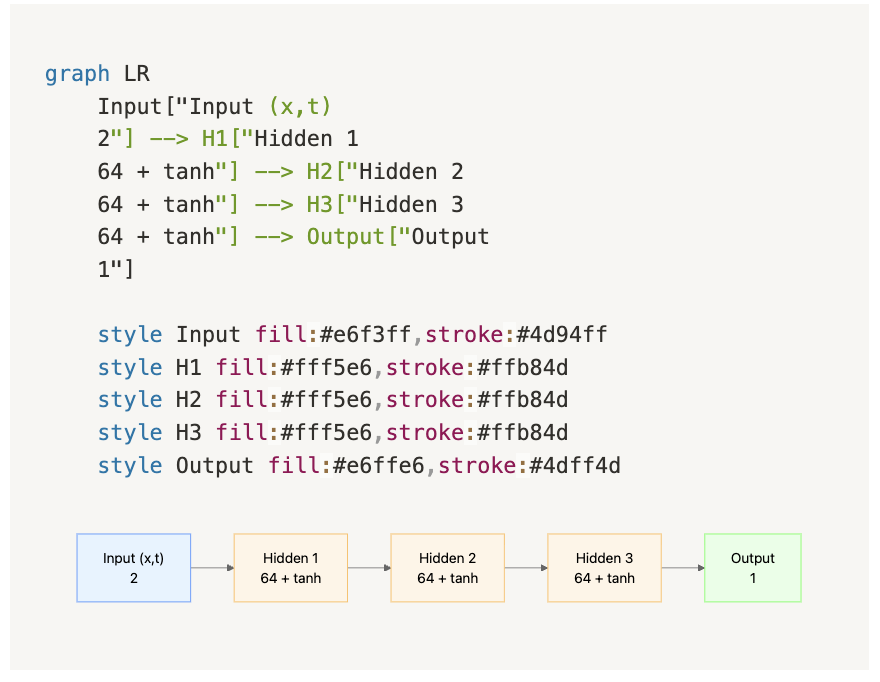 graph LR
    Input["Input (x,t)
    2"] --> H1["Hidden 1
    64 + tanh"] --> H2["Hidden 2
    64 + tanh"] --> H3["Hidden 3
    64 + tanh"] --> Output["Output
    1"]

    style Input fill:#e6f3ff,stroke:#4d94ff
    style H1 fill:#fff5e6,stroke:#ffb84d
    style H2 fill:#fff5e6,stroke:#ffb84d
    style H3 fill:#fff5e6,stroke:#ffb84d
    style Output fill:#e6ffe6,stroke:#4dff4d
Input (x,t)
2
Hidden 1
64 + tanh
Hidden 2
64 + tanh
Hidden 3
64 + tanh
Output
1